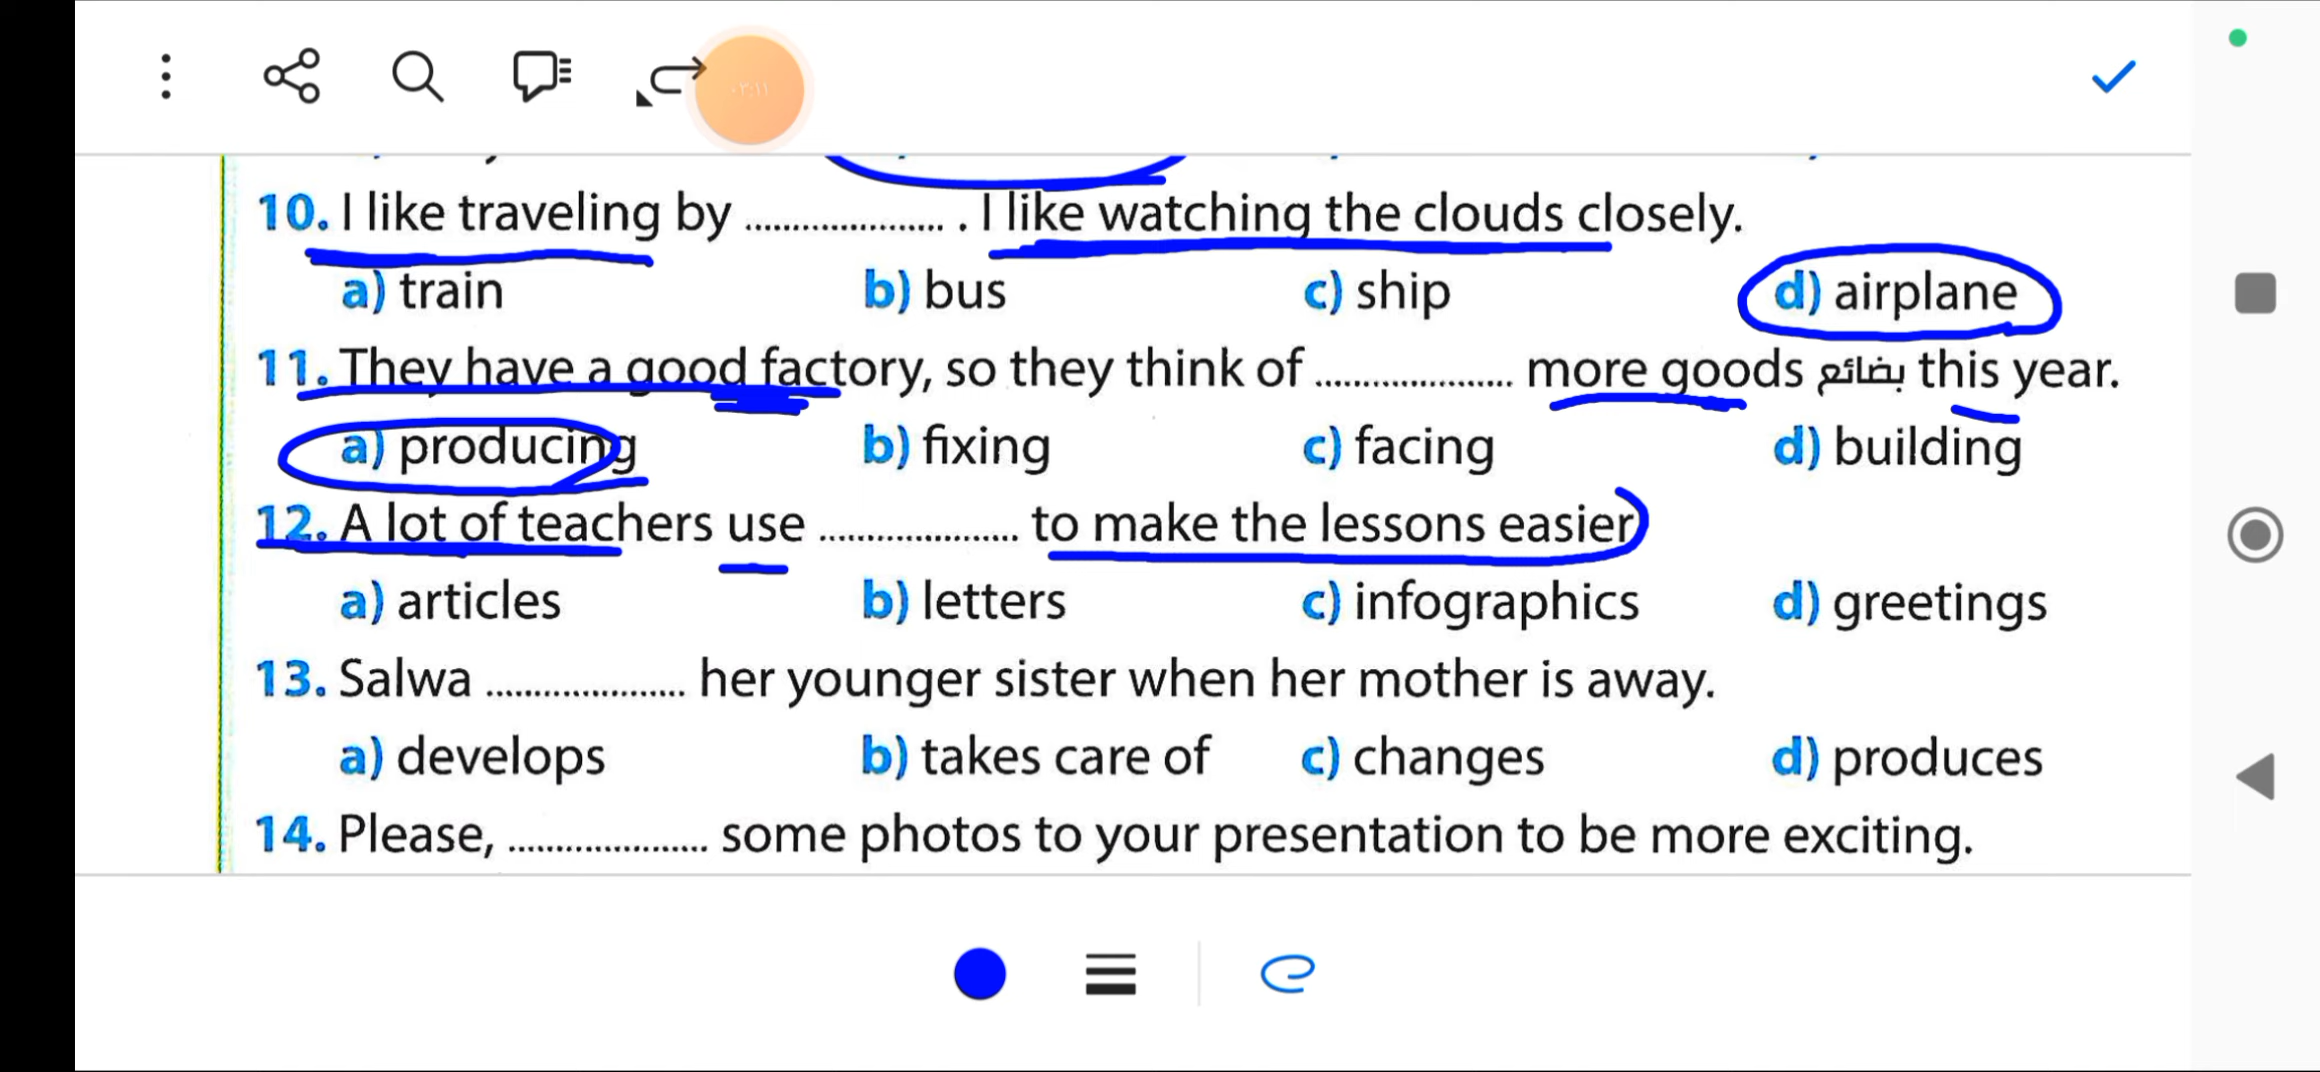 ٠٢:١١
10. I like traveling by ..................... . I like watching the clouds closely.
a) train b) bus c) ship d) airplane
11. They have a good factory, so they think of ..................... more goods بضائع this year.
a) producing b) fixing c) facing d) building
12. A lot of teachers use ..................... to make the lessons easier
a) articles b) letters c) infographics d) greetings
13. Salwa ..................... her younger sister when her mother is away.
a) develops b) takes care of c) changes d) produces
14. Please, ..................... some photos to your presentation to be more exciting.